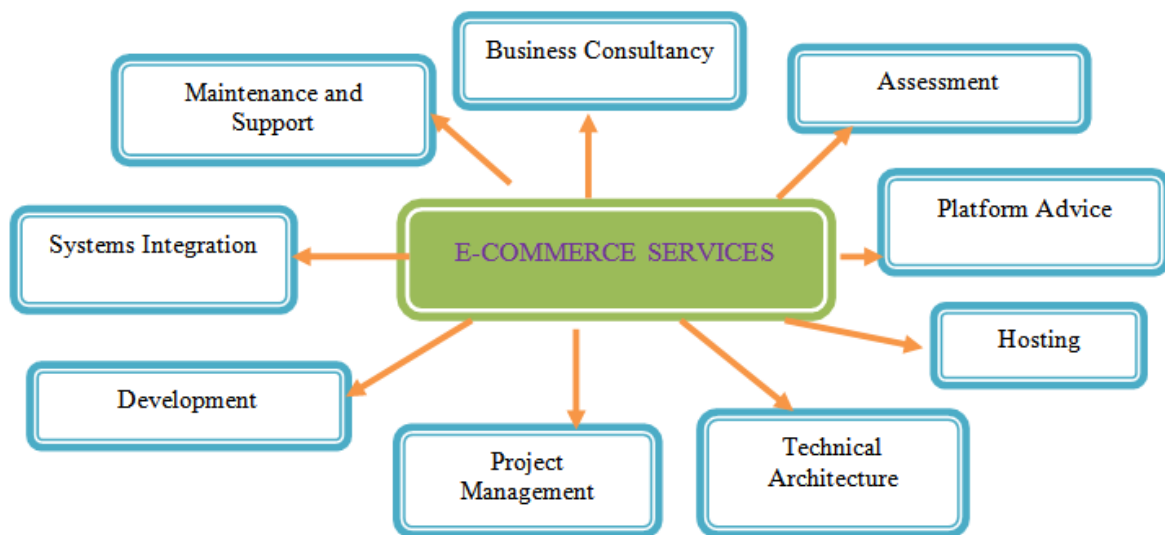 Business Consultancy
Assessment
Maintenance and
Support
Platform Advice
Systems Integration
E-COMMERCE SERVICES
Hosting
Development
Project
Management
Technical
Architecture